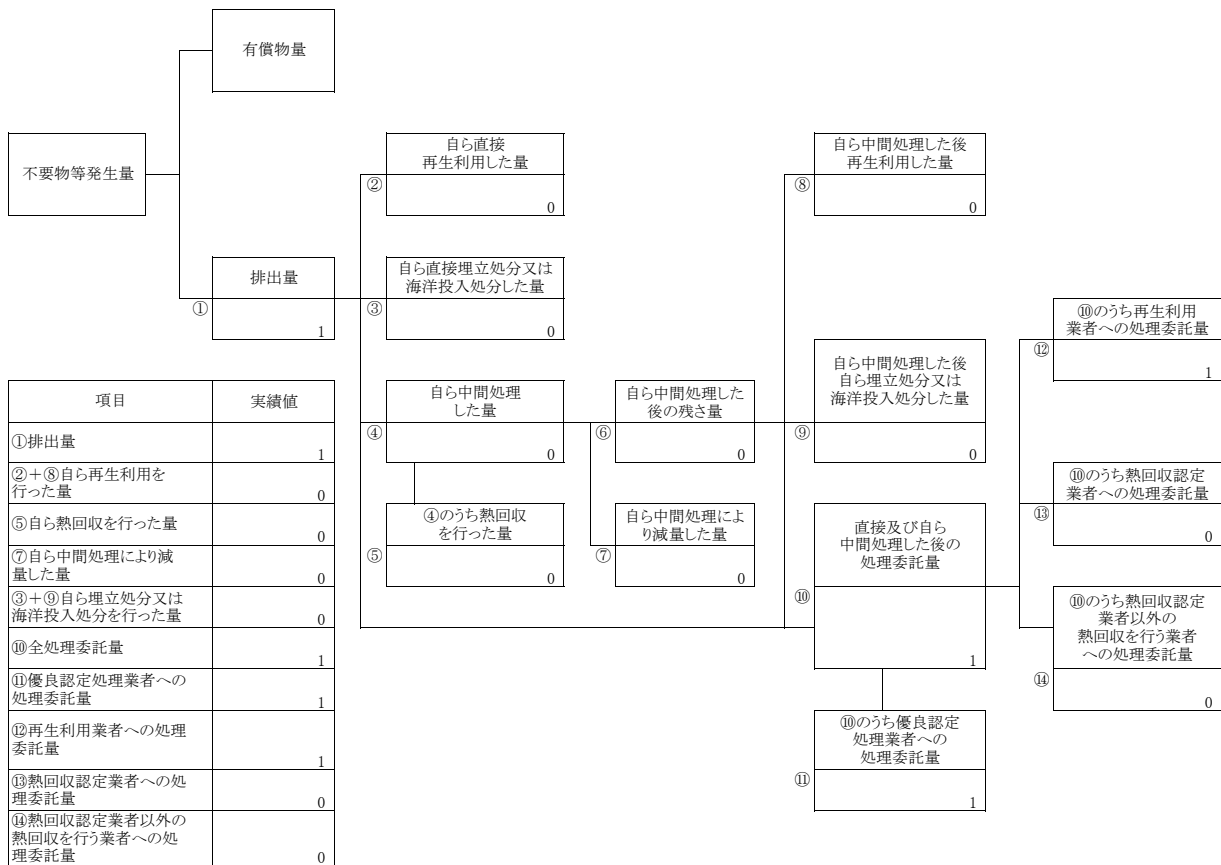 有償物量
不要物等発生量
排出量
①
1
自ら直接
再生利用した量
②
0
自ら直接埋立処分又は
海洋投入処分した量
③
0
自ら中間処理
した量
④
0
④のうち熱回収
を行った量
⑤
0
自ら中間処理した
後の残さ量
⑥
0
自ら中間処理によ
り減量した量
⑦
0
自ら中間処理した後
再生利用した量
⑧
0
自ら中間処理した後
自ら埋立処分又は
海洋投入処分した量
⑨
0
直接及び自ら
中間処理した後の
処理委託量
⑩
1
⑩のうち優良認定
処理業者への
処理委託量
⑪
1
⑩のうち再生利用
業者への処理委託量
⑫
1
⑩のうち熱回収認定
業者への処理委託量
⑬
0
⑩のうち熱回収認定
業者以外の
熱回収を行う業者
への処理委託量
⑭
0
項目 実績値
①排出量
1
②+⑧自ら再生利用を
行った量 0
⑤自ら熱回収を行った量
0
⑦自ら中間処理により減
量した量 0
③+⑨自ら埋立処分又は
海洋投入処分を行った量 0
⑩全処理委託量
1
⑪優良認定処理業者への
処理委託量 1
⑫再生利用業者への処理
委託量
1
⑬熱回収認定業者への処
理委託量 0
⑭熱回収認定業者以外の
熱回収を行う業者への処
理委託量 0